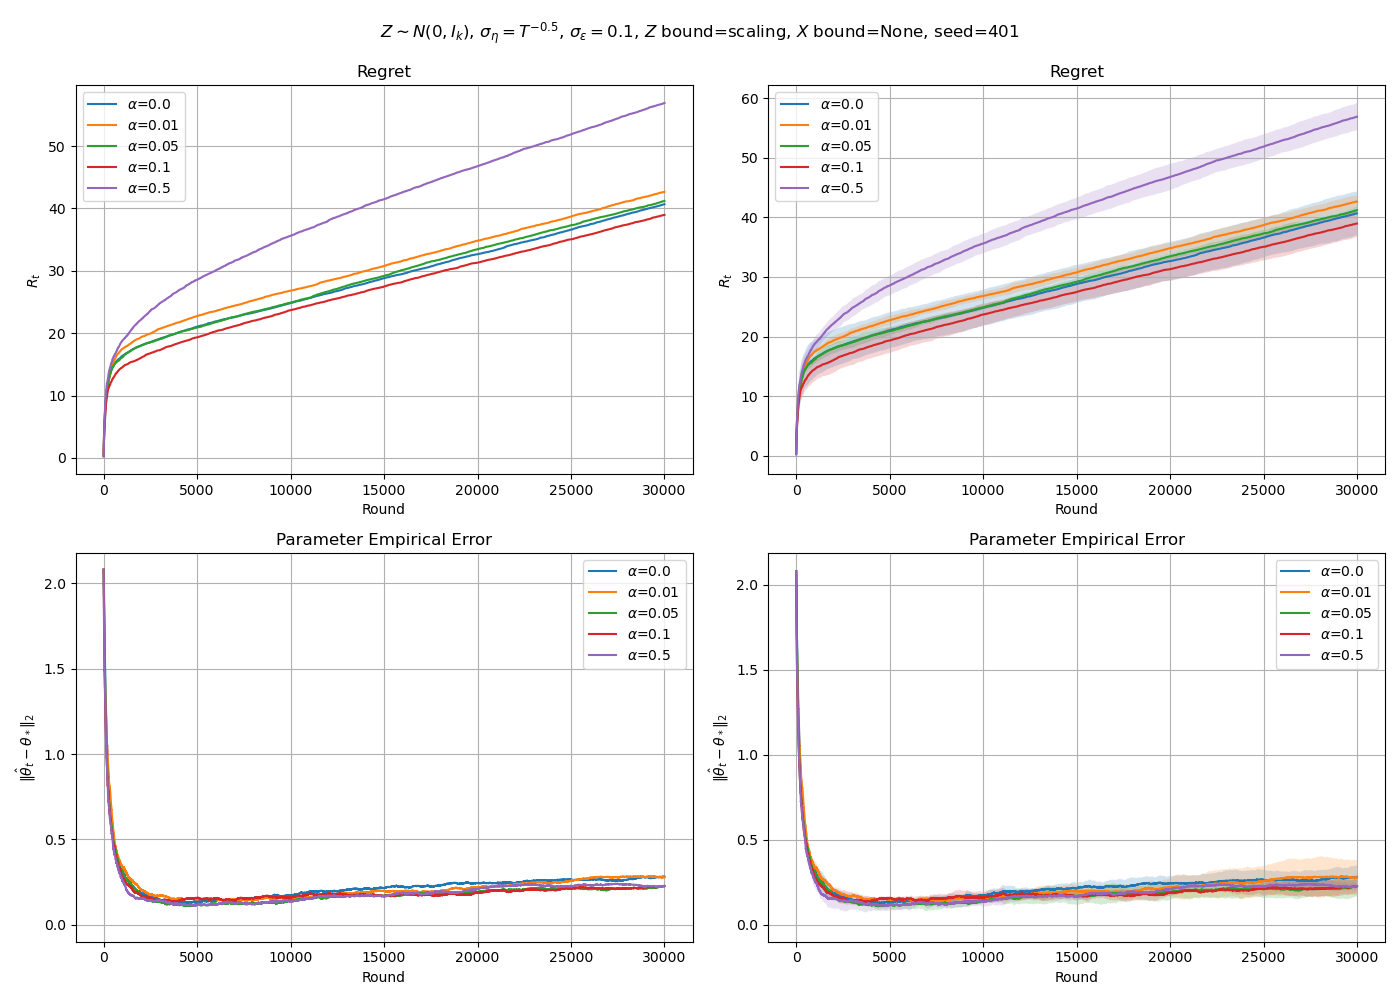 Z ∼ N(0, I_k), σ_η = T^{−0.5}, σ_ε = 0.1, Z bound=scaling, X bound=None, seed=401
Regret
R_t
50
40
30
20
10
0
α=0.0
α=0.01
α=0.05
α=0.1
α=0.5
0 5000 10000 15000 20000 25000 30000
Round
Regret
R_t
60
50
40
30
20
10
0
α=0.0
α=0.01
α=0.05
α=0.1
α=0.5
0 5000 10000 15000 20000 25000 30000
Round
Parameter Empirical Error
‖θ̂_t − θ_*‖_2
2.0
1.5
1.0
0.5
0.0
α=0.0
α=0.01
α=0.05
α=0.1
α=0.5
0 5000 10000 15000 20000 25000 30000
Round
Parameter Empirical Error
‖θ̂_t − θ_*‖_2
2.0
1.5
1.0
0.5
0.0
α=0.0
α=0.01
α=0.05
α=0.1
α=0.5
0 5000 10000 15000 20000 25000 30000
Round